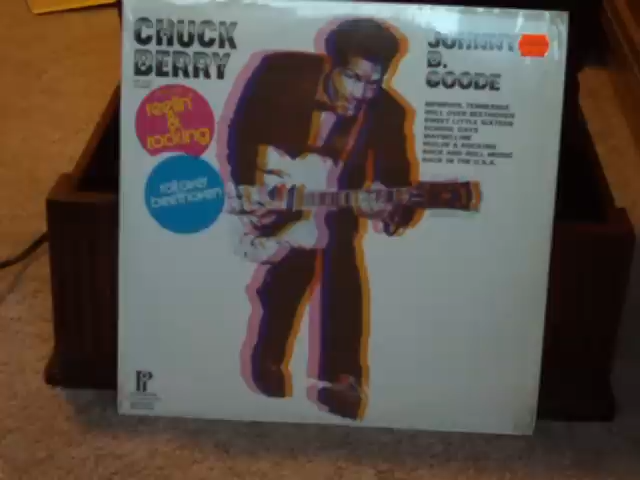 CHUCK
BERRY
JOHNNY
B.
GOODE
reelin'
&
rocking
roll over
beethoven
MEMPHIS, TENNESSEE
ROLL OVER BEETHOVEN
SWEET LITTLE SIXTEEN
SCHOOL DAYS
MAYBELLINE
REELIN' & ROCKING
ROCK AND ROLL MUSIC
BACK IN THE U.S.A.